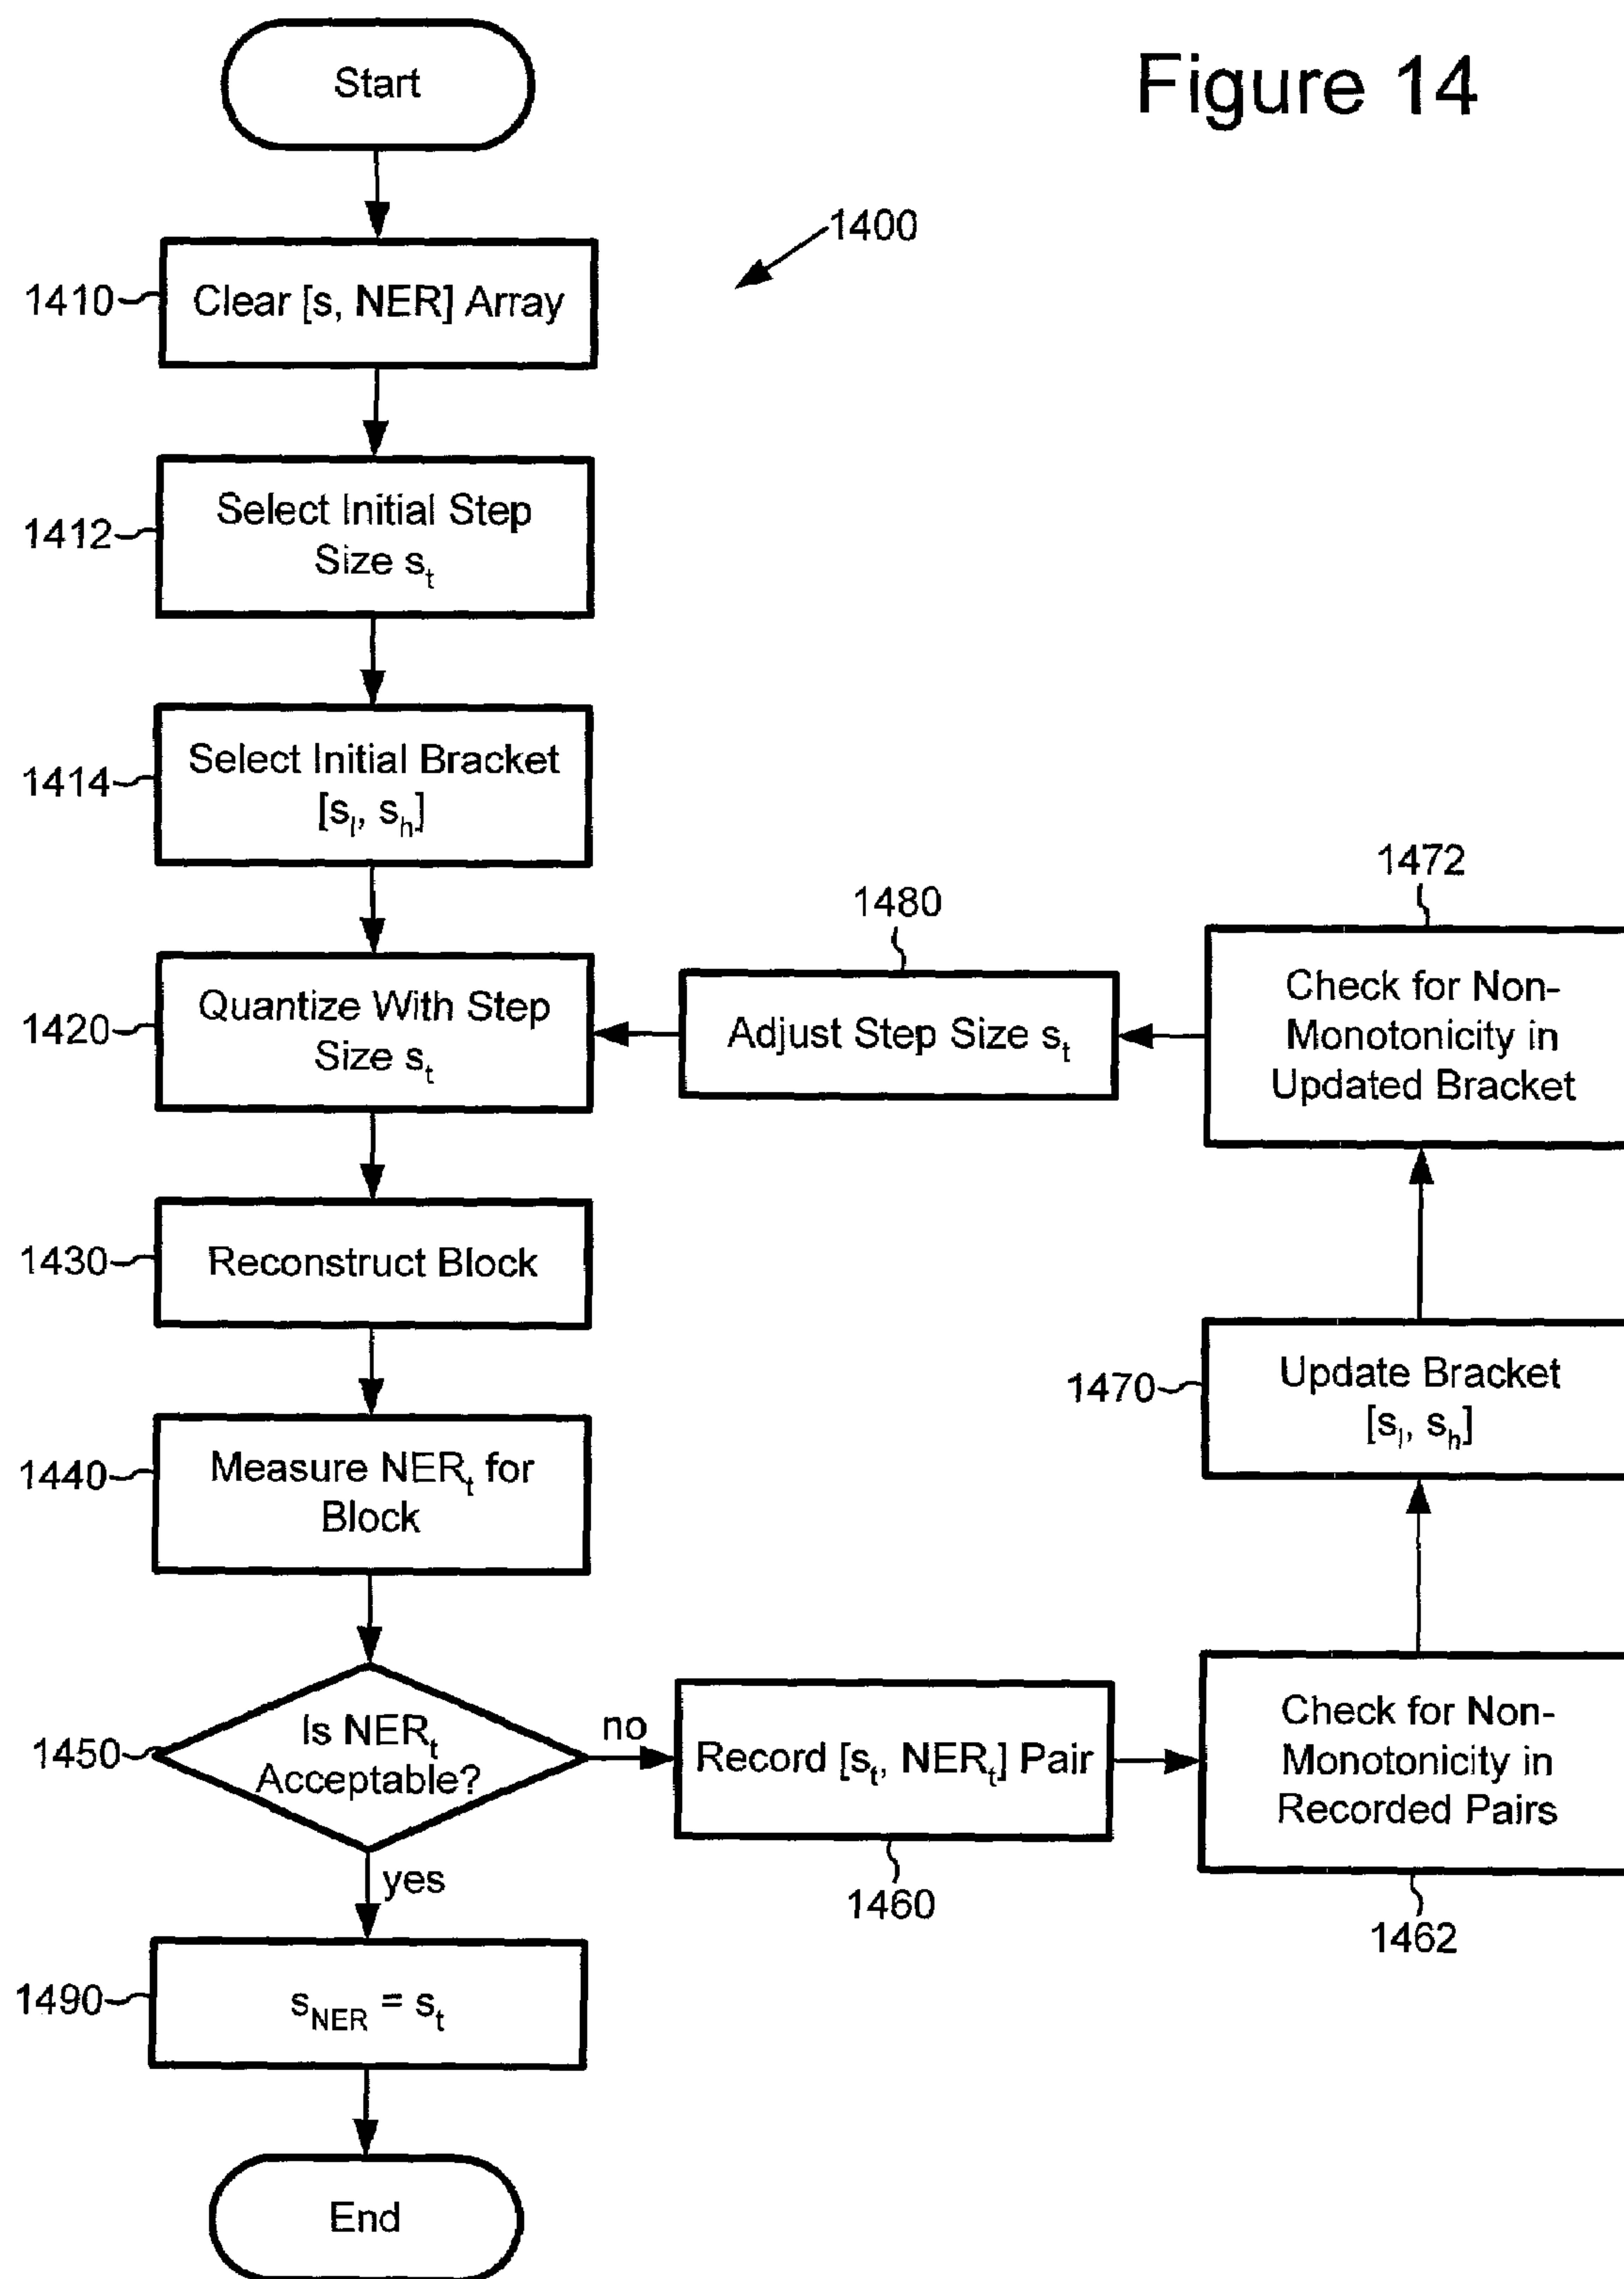 Figure 14
Start
1400
1410
Clear [s, NER] Array
1412
Select Initial Step
Size s_t
1414
Select Initial Bracket
[s_l, s_h]
1420
Quantize With Step
Size s_t
1480
Adjust Step Size s_t
1472
Check for Non-
Monotonicity in
Updated Bracket
1430
Reconstruct Block
1470
Update Bracket
[s_l, s_h]
1440
Measure NER_t for
Block
1450
Is NER_t
Acceptable?
no
yes
Record [s_t, NER_t] Pair
1460
Check for Non-
Monotonicity in
Recorded Pairs
1462
1490
s_NER = s_t
End